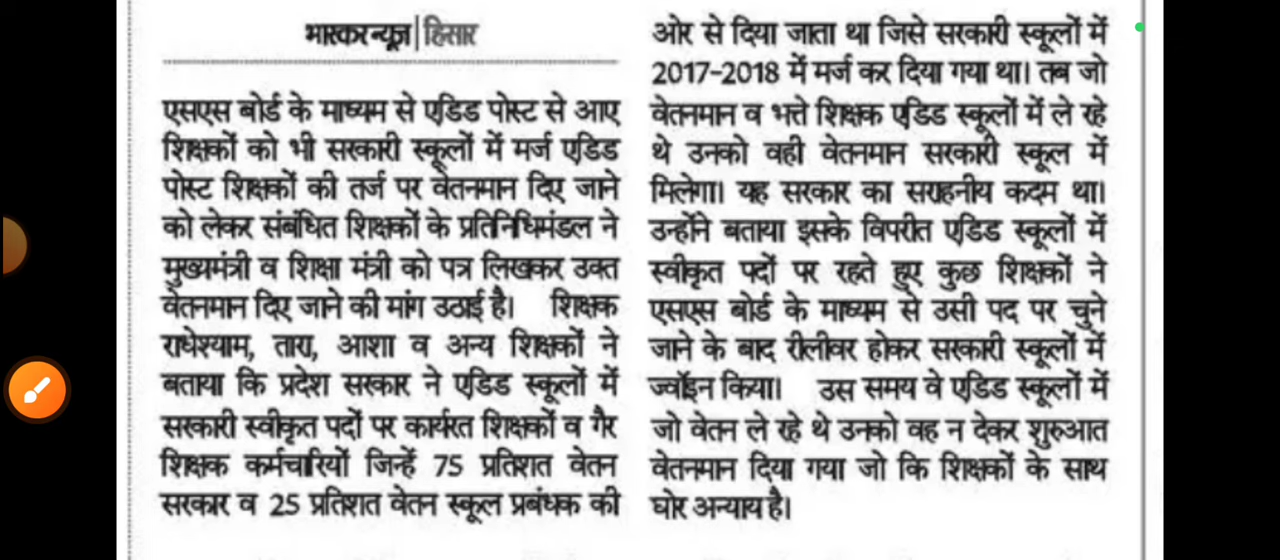 भास्कर न्यूज | हिसार
एसएस बोर्ड के माध्यम से एडिड पोस्ट से आए
शिक्षकों को भी सरकारी स्कूलों में मर्ज एडिड
पोस्ट शिक्षकों की तर्ज पर वेतनमान दिए जाने
को लेकर संबंधित शिक्षकों के प्रतिनिधिमंडल ने
मुख्यमंत्री व शिक्षा मंत्री को पत्र लिखकर उक्त
वेतनमान दिए जाने की मांग उठाई है। शिक्षक
राधेश्याम, तारा, आशा व अन्य शिक्षकों ने
बताया कि प्रदेश सरकार ने एडिड स्कूलों में
सरकारी स्वीकृत पदों पर कार्यरत शिक्षकों व गैर
शिक्षक कर्मचारियों जिन्हें 75 प्रतिशत वेतन
सरकार व 25 प्रतिशत वेतन स्कूल प्रबंधक की
ओर से दिया जाता था जिसे सरकारी स्कूलों में
2017-2018 में मर्ज कर दिया गया था। तब जो
वेतनमान व भत्ते शिक्षक एडिड स्कूलों में ले रहे
थे उनको वही वेतनमान सरकारी स्कूल में
मिलेगा। यह सरकार का सराहनीय कदम था।
उन्होंने बताया इसके विपरीत एडिड स्कूलों में
स्वीकृत पदों पर रहते हुए कुछ शिक्षकों ने
एसएस बोर्ड के माध्यम से उसी पद पर चुने
जाने के बाद रीलीवर होकर सरकारी स्कूलों में
ज्वॉइन किया। उस समय वे एडिड स्कूलों में
जो वेतन ले रहे थे उनको वह न देकर शुरुआत
वेतनमान दिया गया जो कि शिक्षकों के साथ
घोर अन्याय है।